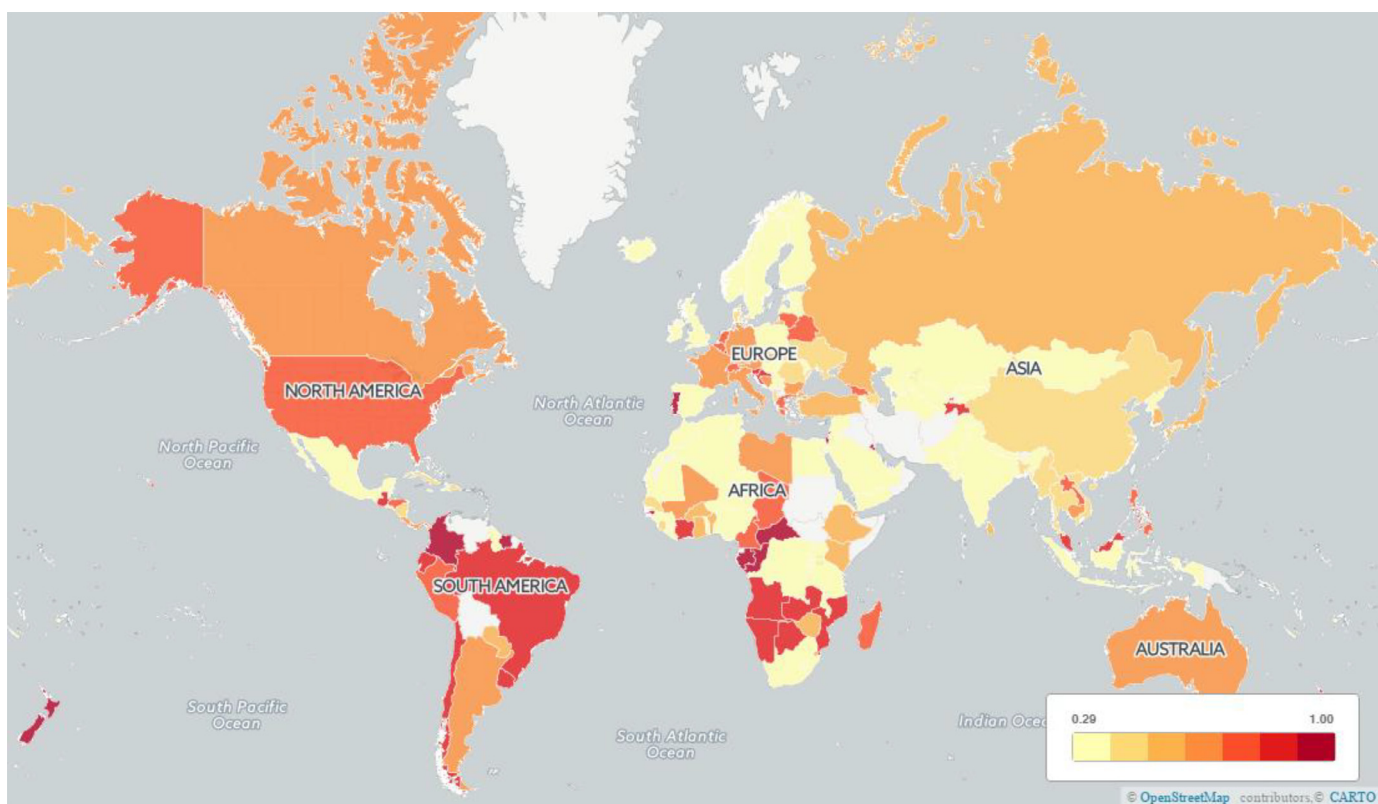 EUROPE
ASIA
NORTH AMERICA
North Atlantic
Ocean
North Pacific
Ocean
AFRICA
SOUTH AMERICA
AUSTRALIA
South Pacific
Ocean
South Atlantic
Ocean
Indian Ocea
0.29 1.00
© OpenStreetMap contributors, © CARTO